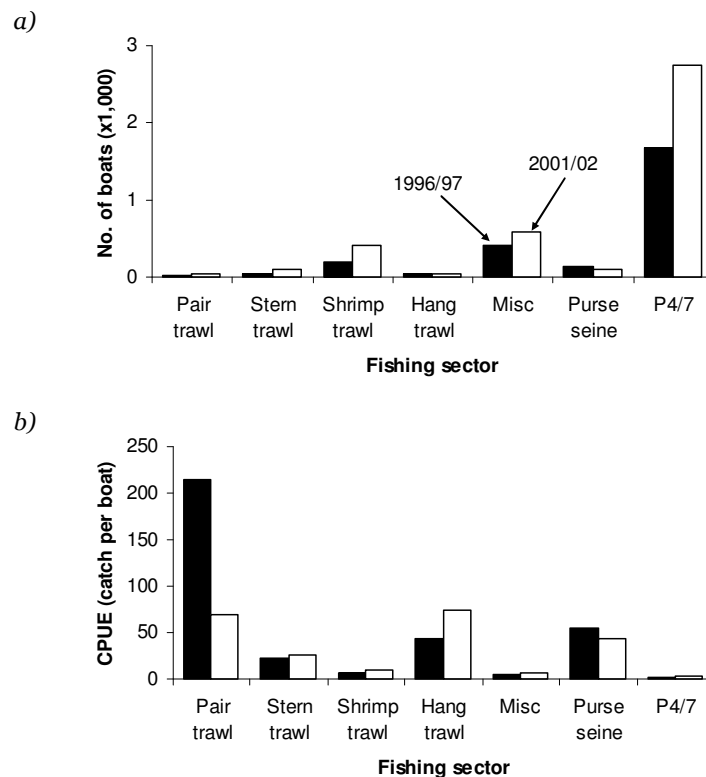 a)
No. of boats (x1,000)
3
2
1
0
1996/97
2001/02
Pair trawl
Stern trawl
Shrimp trawl
Hang trawl
Misc
Purse seine
P4/7
Fishing sector
b)
CPUE (catch per boat)
250
200
150
100
50
0
Pair trawl
Stern trawl
Shrimp trawl
Hang trawl
Misc
Purse seine
P4/7
Fishing sector